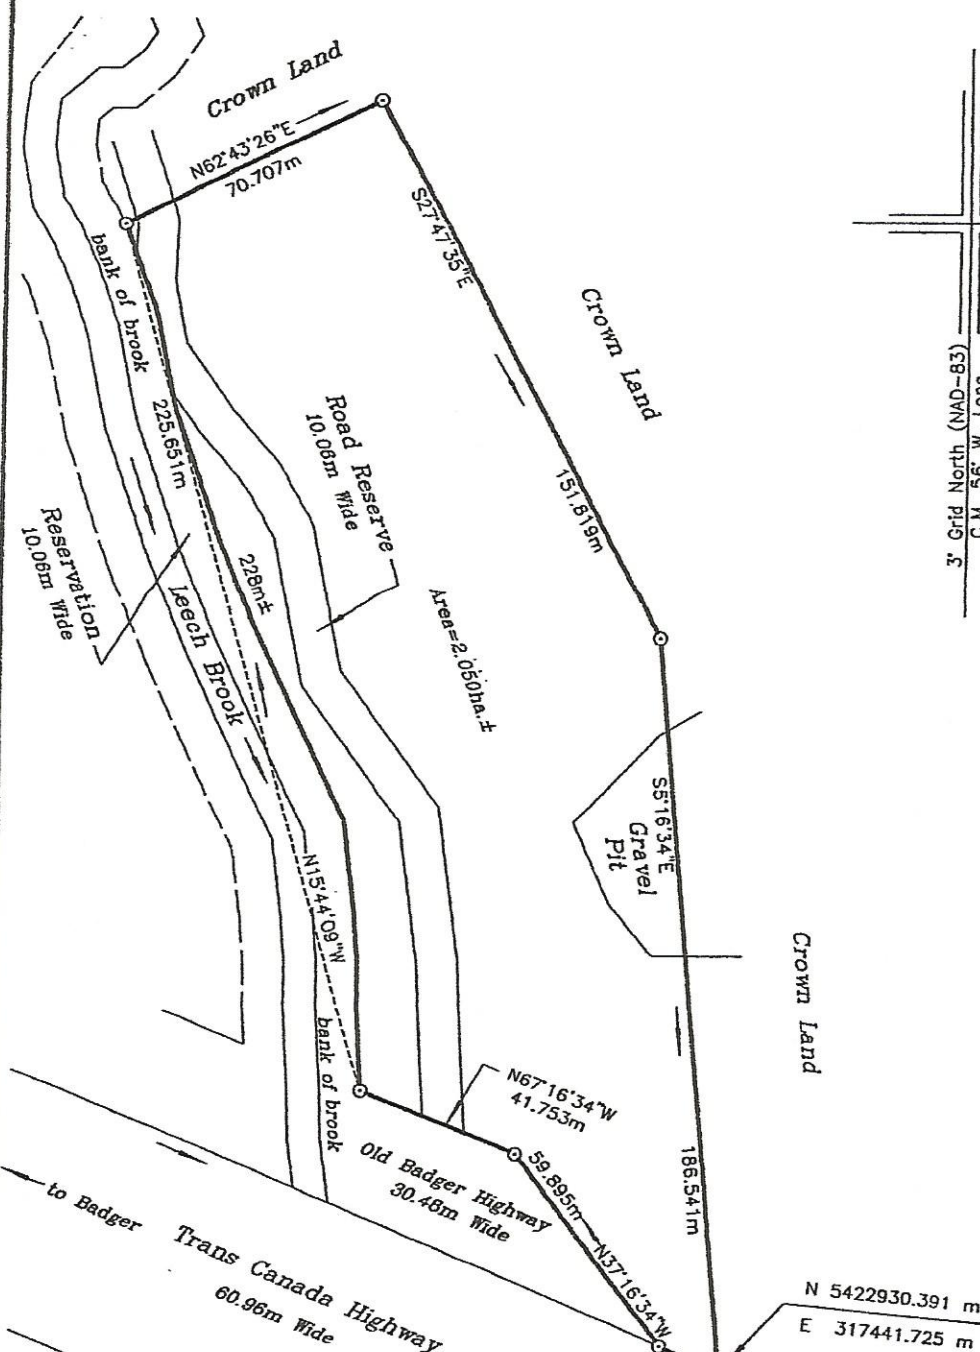 Crown Land
N62°43'26"E
70.707m
S27°47'35"E
151.819m
Crown Land
3° Grid North (NAD-83)
bank of brook
225.651m
228m±
Road Reserve
10.06m Wide
Area=2.050ha.±
Reservation
10.06m Wide
Leech Brook
S5°16'34"E
Gravel
Pit
Crown Land
186.541m
N15°44'09"W
bank of brook
N67°16'34"W
41.753m
Old Badger Highway
30.48m Wide
59.895m
N37°16'34"W
to Badger
Trans Canada Highway
60.96m Wide
N 5422930.391 m
E 317441.725 m